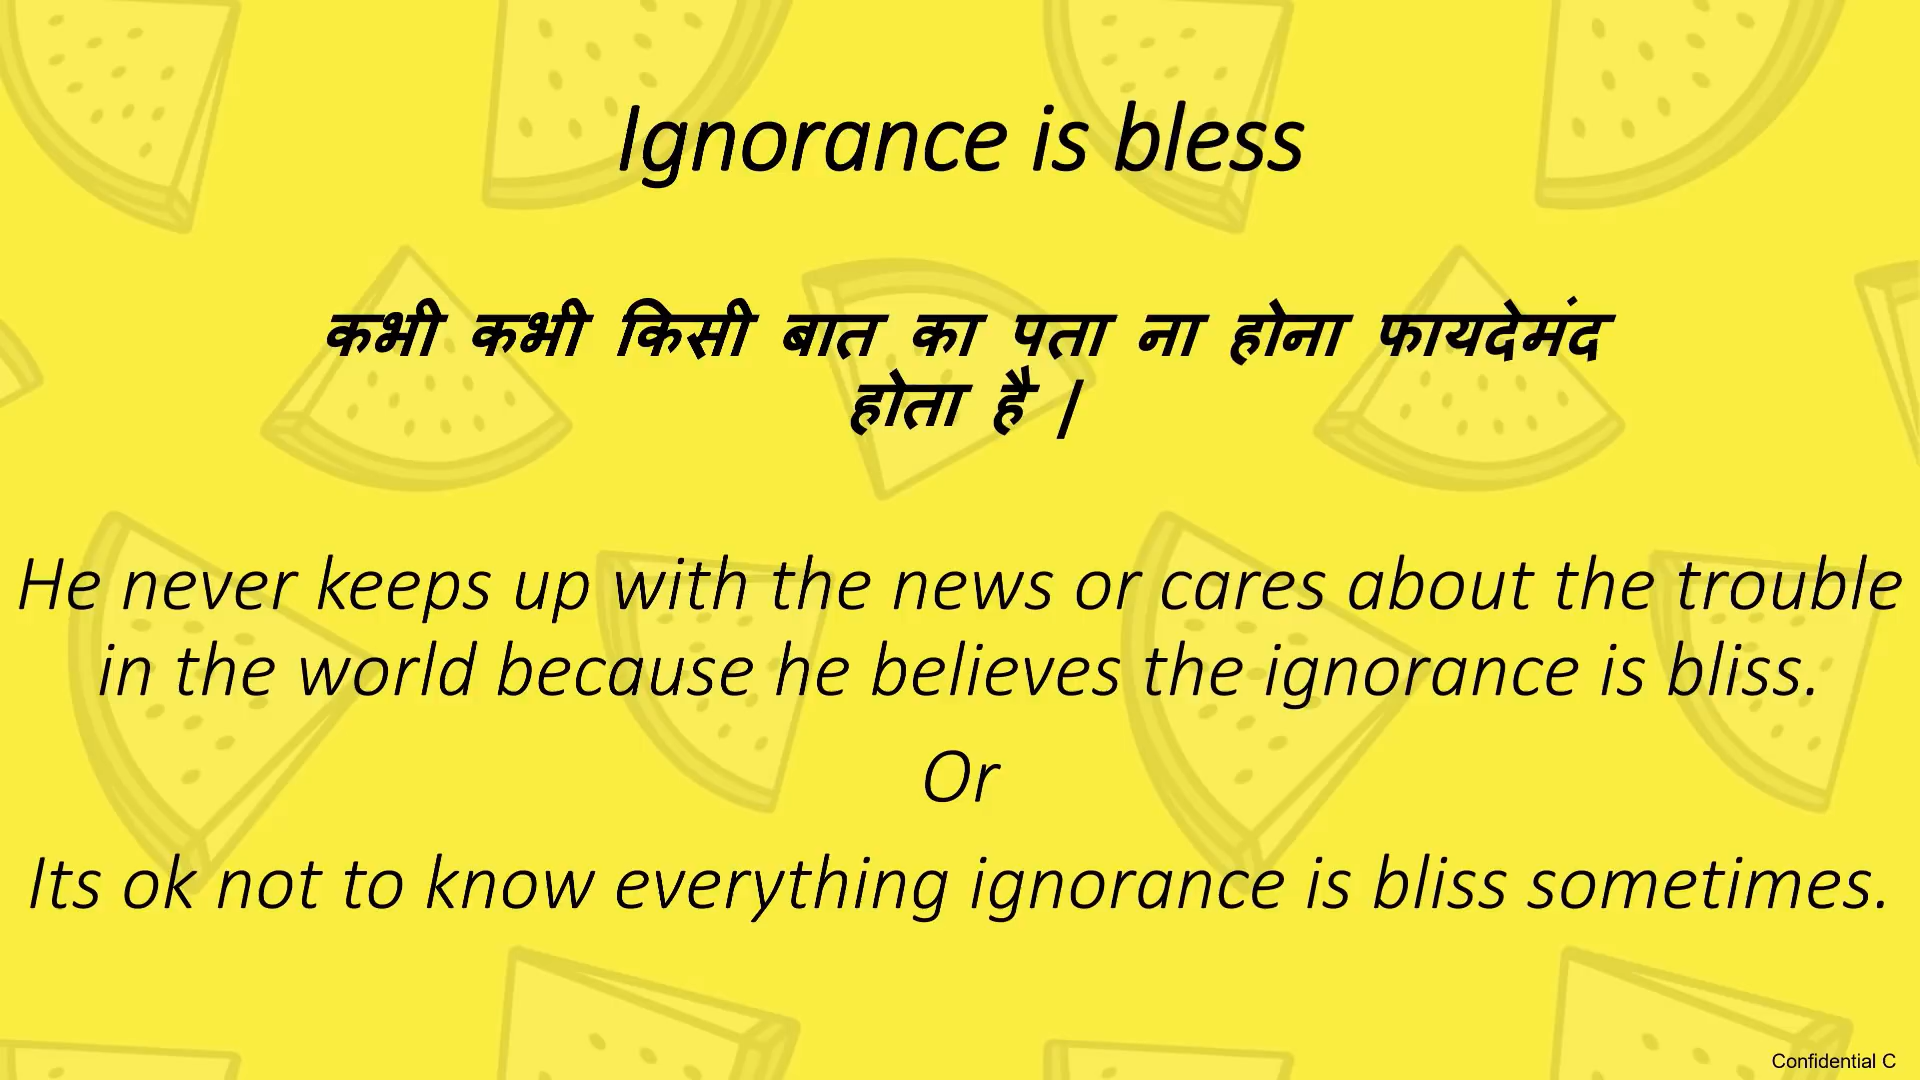 Ignorance is bless
कभी कभी किसी बात का पता ना होना फायदेमंद
होता है |
He never keeps up with the news or cares about the trouble
in the world because he believes the ignorance is bliss.
Or
Its ok not to know everything ignorance is bliss sometimes.
Confidential C